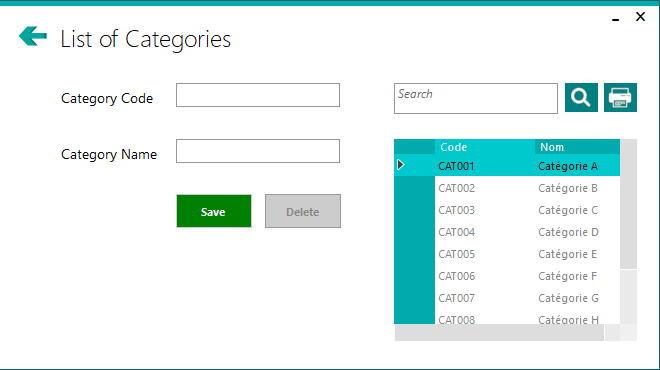 List of Categories
Category Code
Search
Category Name
Save
Delete
Code Nom
CAT001 Catégorie A
CAT002 Catégorie B
CAT003 Catégorie C
CAT004 Catégorie D
CAT005 Catégorie E
CAT006 Catégorie F
CAT007 Catégorie G
CAT008 Catégorie H